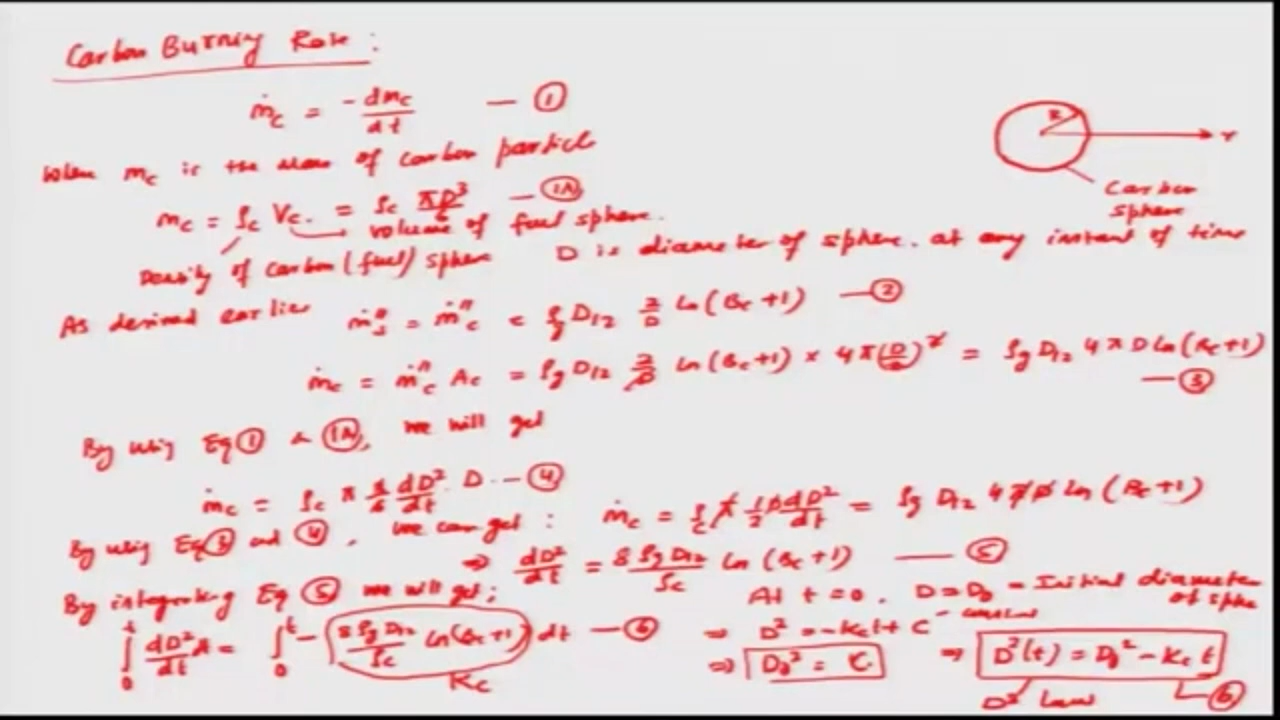 Carbon Burning Rate :
ṁc = -dmc/dt — ①
R
r
Carbon sphere
Where mc is the mass of carbon particle
mc = ρc Vc. = ρc πD³/6 — ①A
volume of fuel sphere.
Density of carbon (fuel) sphere D is diameter of sphere. at any instant of time
As derived earlier ṁs" = ṁc" = ρg D12 2/D ln (Bc+1) — ②
ṁc = ṁc" Ac = ρg D12 2/D ln (Bc+1) × 4π(D/2)² = ρg D12 4πD ln(Bc+1) — ③
By using Eq ① & ①A, we will get
ṁc = ρc π dD²/dt D — ④
By using Eq ③ and ④, we can get : ṁc = ρc π 1/2 D dD²/dt = ρg D12 4πD ln (Bc+1)
⇒ dD²/dt = 8 ρg D12/ρc ln (Bc+1) — ⑤
By integrating Eq ⑤ we will get; At t=0, D=D0 – Initial diameter of sphe
∫₀ᵗ dD²/dt dt = ∫₀ᵗ – 8 ρg D12/ρc ln(Bc+1) dt — ⑥ ⇒ D² = -Kc t + C
Kc ⇒ D0² = C ⇒ D²(t) = D0² - Kc t
D² Law — ⑥